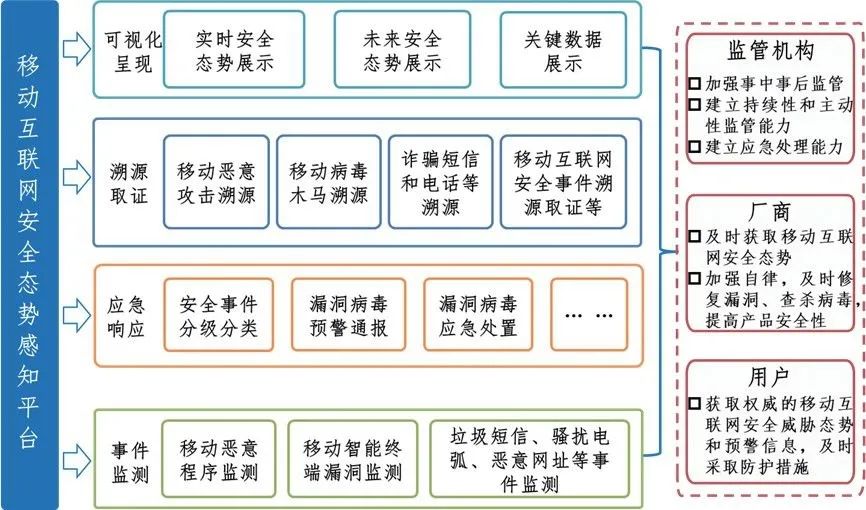 移动互联网安全态势感知平台
可视化
呈现
实时安全
态势展示
未来安全
态势展示
关键数据
展示
溯源
取证
移动恶意
攻击溯源
移动病毒
木马溯源
诈骗短信
和电话等
溯源
移动互联网
安全事件溯
源取证等
应急
响应
安全事件
分级分类
漏洞病毒
预警通报
漏洞病毒
应急处置
… …
事件
监测
移动恶意
程序监测
移动智能终
端漏洞监测
垃圾短信、骚扰电
弧、恶意网址等事
件监测
监管机构
加强事中事后监管
建立持续性和主动
性监管能力
建立应急处理能力
厂商
及时获取移动互联
网安全态势
加强自律，及时修
复漏洞、查杀病毒，
提高产品安全性
用户
获取权威的移动互
联网安全威胁态势
和预警信息，及时
采取防护措施